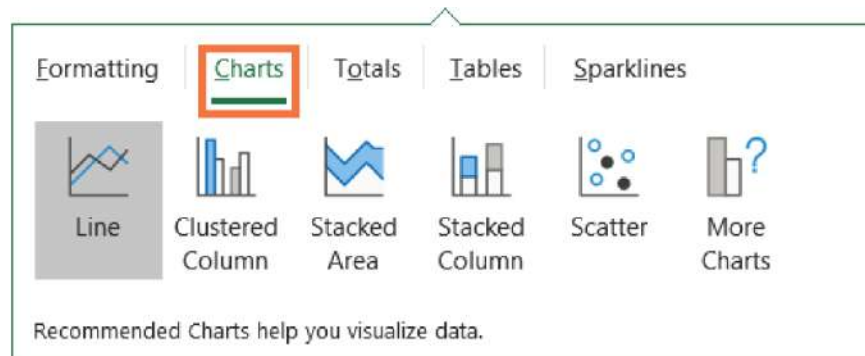 Formatting Charts Totals Tables Sparklines
Line Clustered Column Stacked Area Stacked Column Scatter More Charts
Recommended Charts help you visualize data.